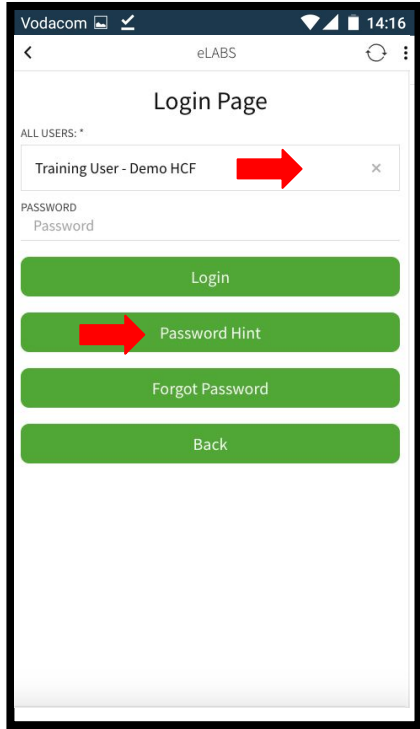 Vodacom 14:16
eLABS
Login Page
ALL USERS: *
Training User - Demo HCF ×
PASSWORD
Password
Login
Password Hint
Forgot Password
Back